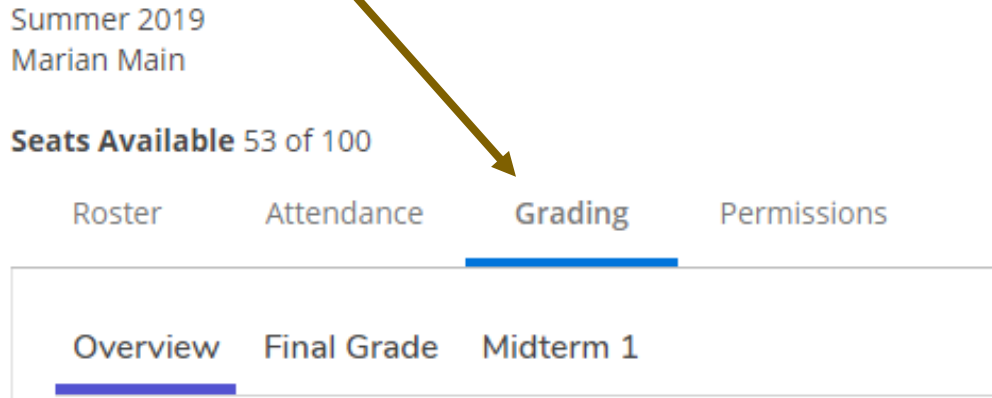 Summer 2019
Marian Main
Seats Available 53 of 100
Roster Attendance Grading Permissions
Overview Final Grade Midterm 1